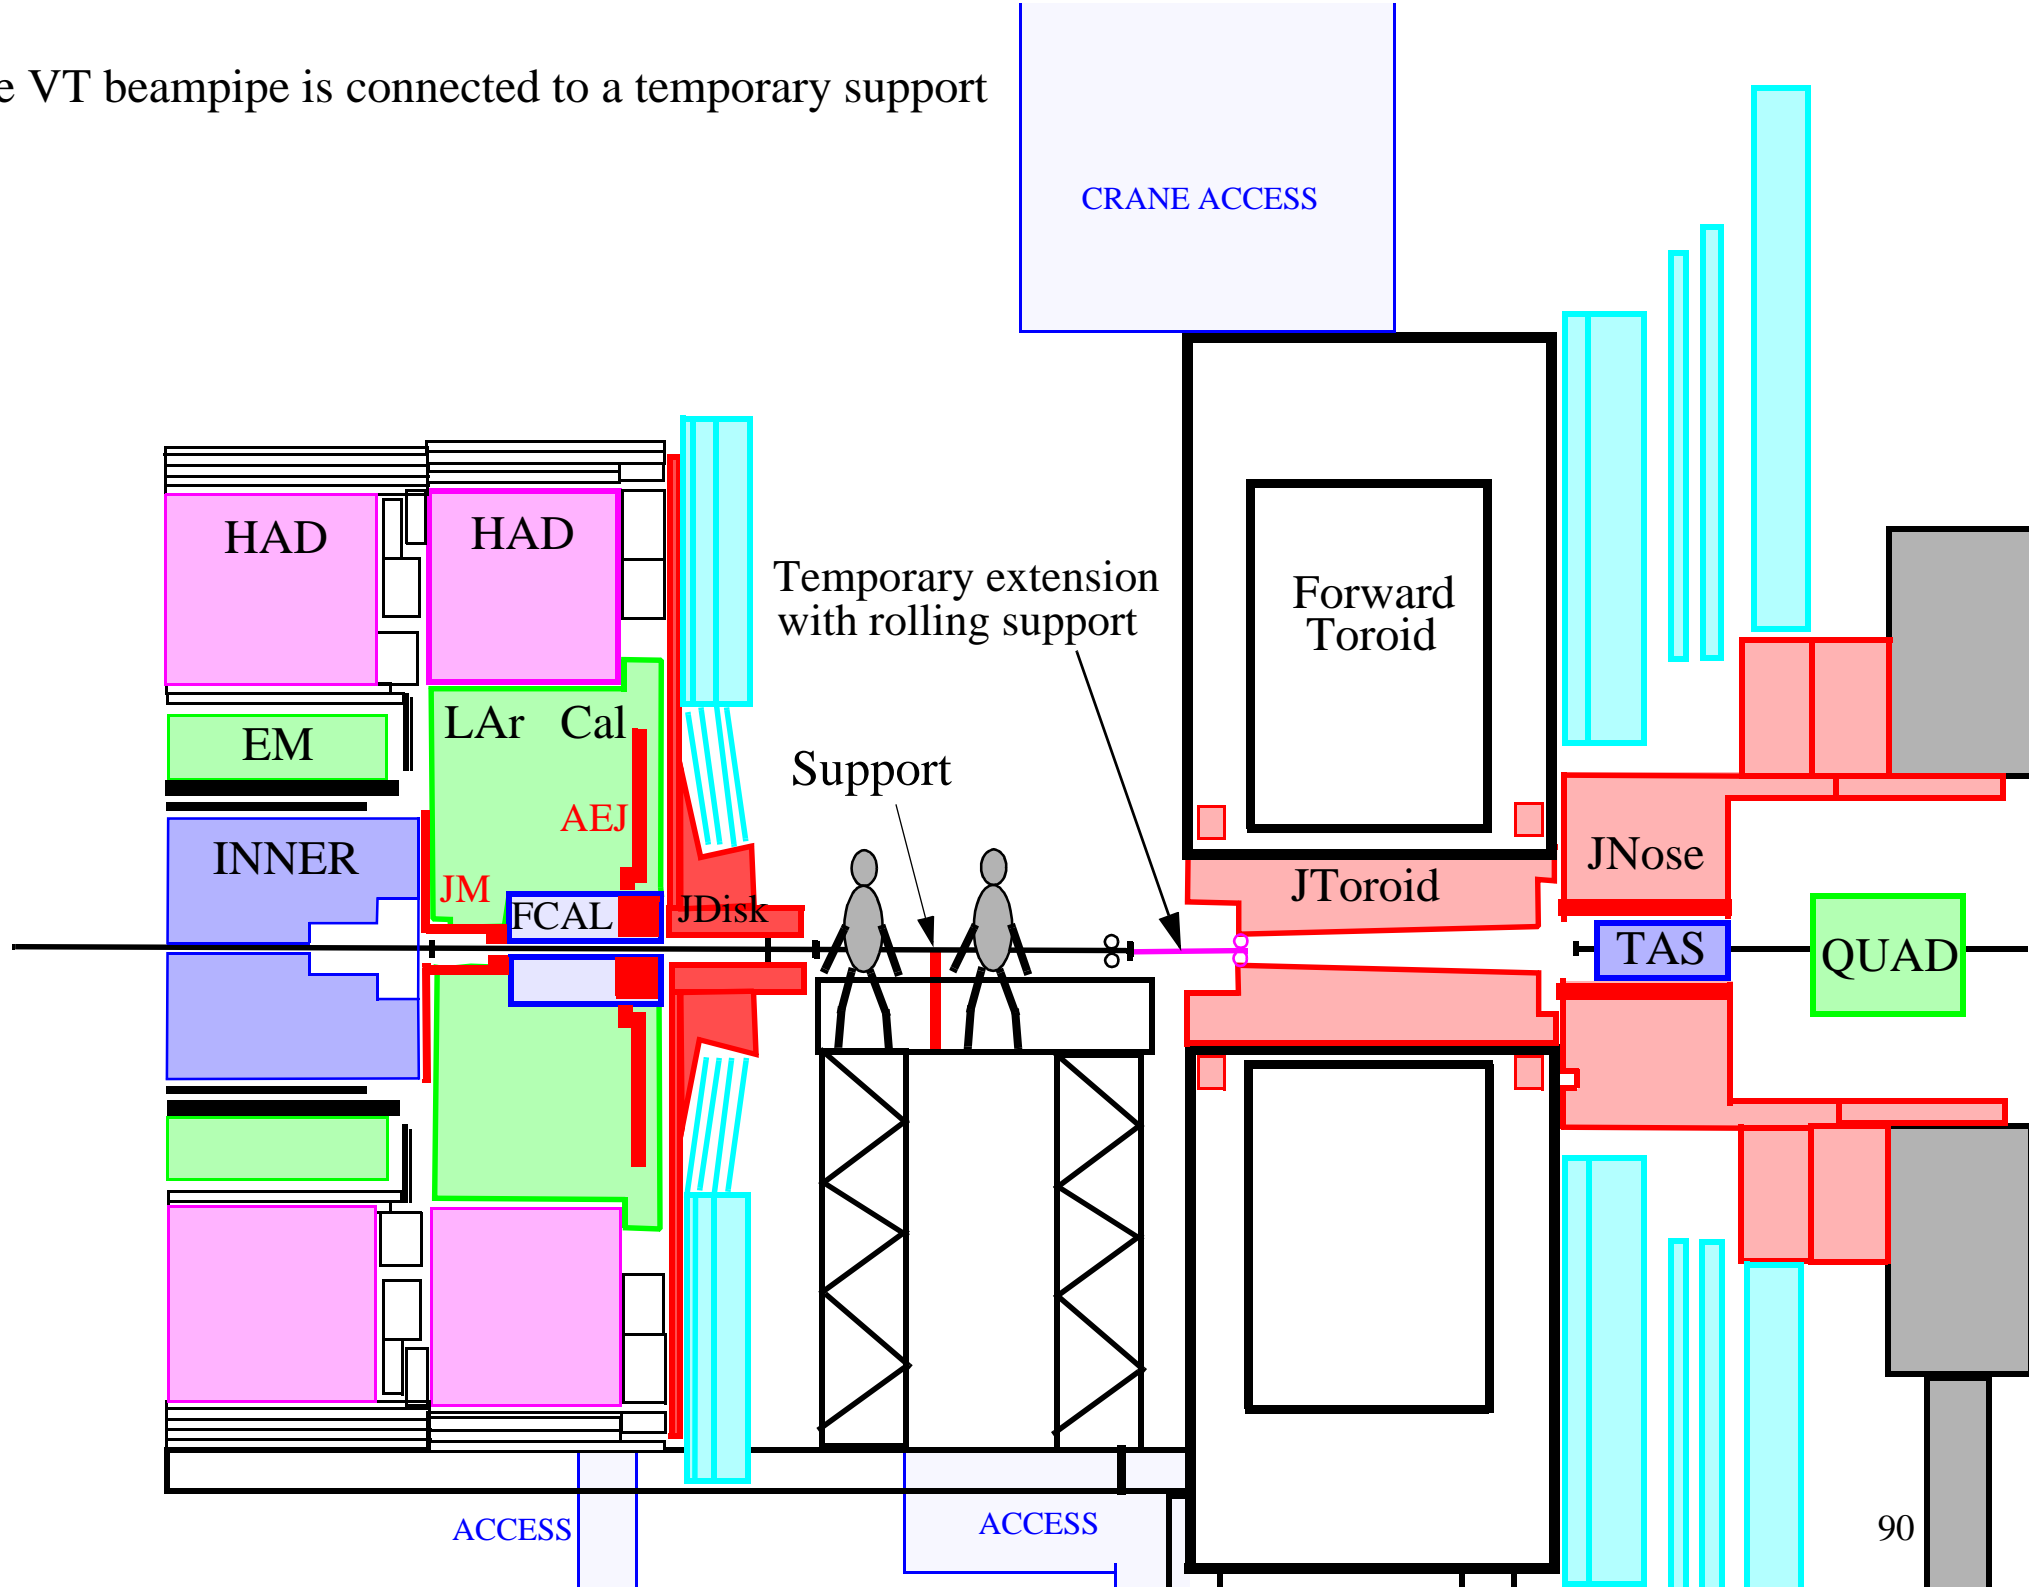 e VT beampipe is connected to a temporary support
CRANE ACCESS
HAD
HAD
Temporary extension
with rolling support
Forward
Toroid
LAr Cal
EM
Support
AEJ
INNER
JM
FCAL
JDisk
JToroid
JNose
TAS
QUAD
ACCESS
ACCESS
90